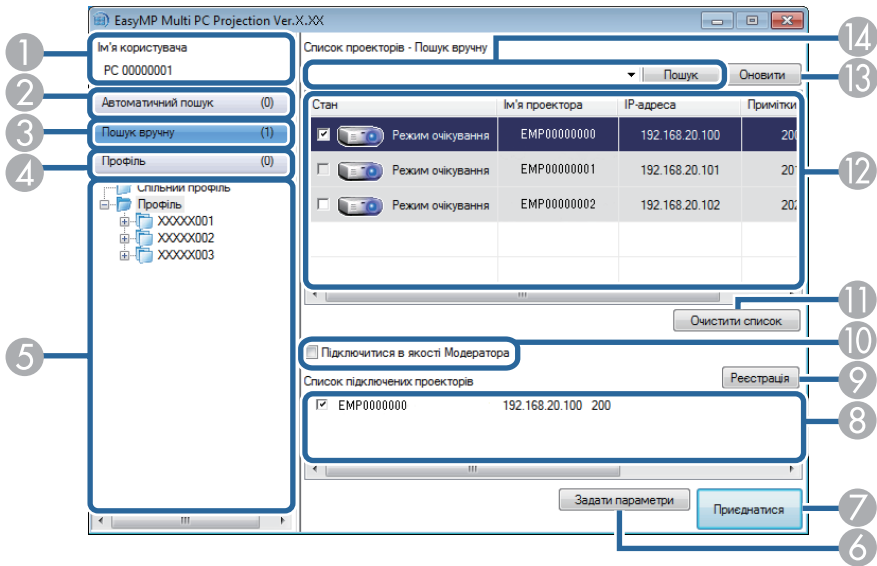 EasyMP Multi PC Projection Ver.X.XX
1
Ім'я користувача
PC 00000001
2
Автоматичний пошук (0)
3
Пошук вручну (1)
4
Профіль (0)
5
Спільний профіль
Профіль
XXXXX001
XXXXX002
XXXXX003
Список проекторів - Пошук вручну
14
Пошук
Оновити
13
Стан Ім'я проектора IP-адреса Примітки
Режим очікування EMP00000000 192.168.20.100 200
Режим очікування EMP00000001 192.168.20.101 201
12
Режим очікування EMP00000002 192.168.20.102 202
11
Очистити список
10
Підключитися в якості Модератора
Реєстрація
9
Список підключених проекторів
EMP0000000 192.168.20.100 200
8
Задати параметри
Приєднатися
7
6